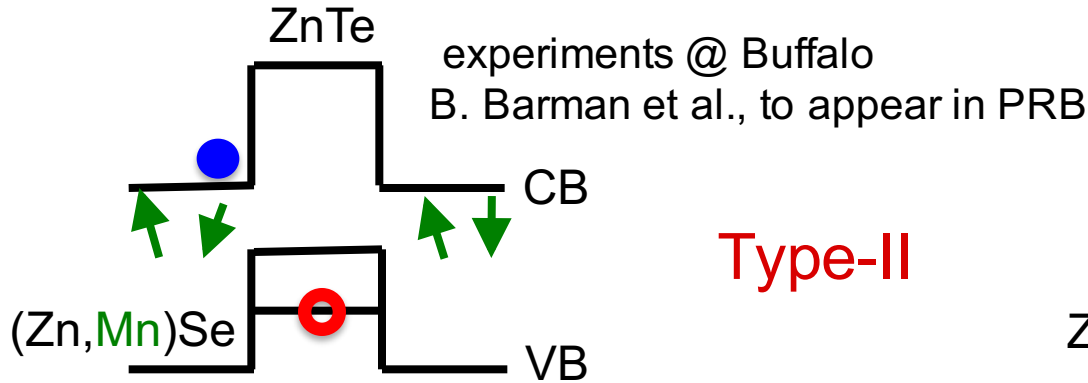 ZnTe
experiments @ Buffalo
B. Barman et al., to appear in PRB
CB
Type-II
(Zn,Mn)Se
VB
Z